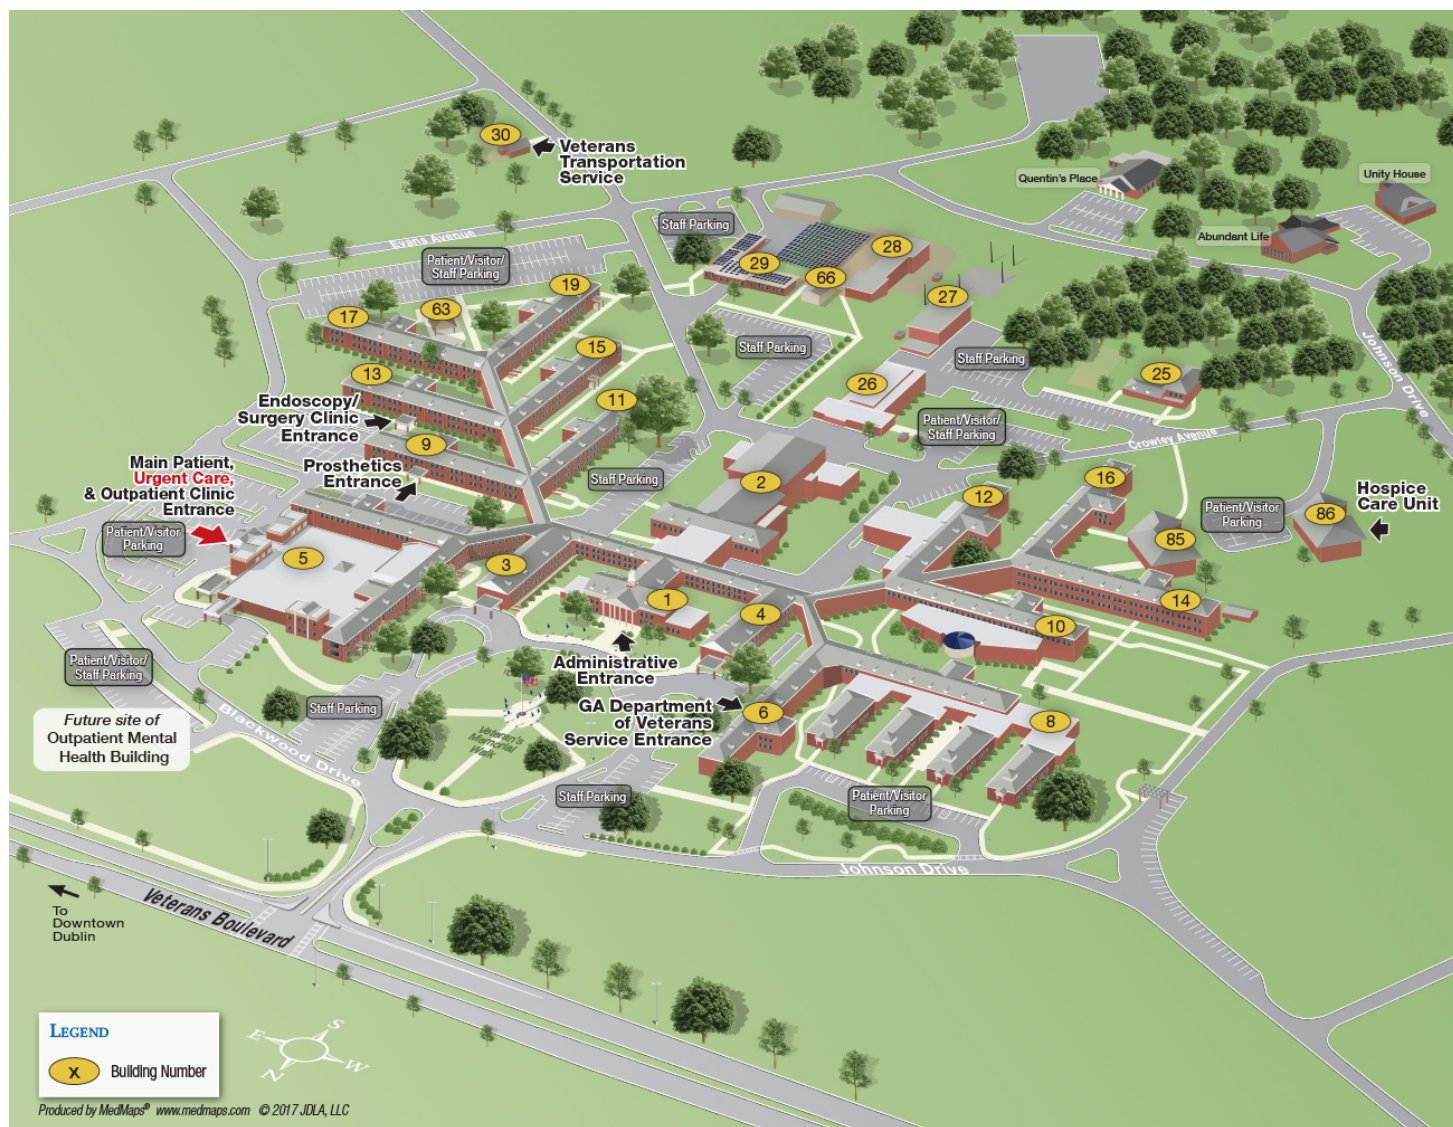 30
Veterans
Transportation
Service
Quentin's Place
Unity House
Abundant Life
Staff Parking
Evans Avenue
Patient/Visitor/
Staff Parking
29
28
66
27
19
63
17
15
13
11
9
Staff Parking
Staff Parking
26
25
Johnson Drive
Patient/Visitor/
Staff Parking
Crowley Avenue
Endoscopy/
Surgery Clinic
Entrance
Prosthetics
Entrance
Main Patient,
Urgent Care,
& Outpatient Clinic
Entrance
Patient/Visitor
Parking
Staff Parking
2
12
16
Patient/Visitor
Parking
86
Hospice
Care Unit
85
5
3
1
4
14
10
Administrative
Entrance
Patient/Visitor/
Staff Parking
Staff Parking
GA Department
of Veterans
Service Entrance
6
8
Future site of
Outpatient Mental
Health Building
Blackwood Drive
Veteran's
Memorial
Walk
Staff Parking
Patient/Visitor
Parking
Johnson Drive
To
Downtown
Dublin
Veterans Boulevard
LEGEND
X Building Number
E
S
N
W
Produced by MedMaps® www.medmaps.com © 2017 JDLA, LLC